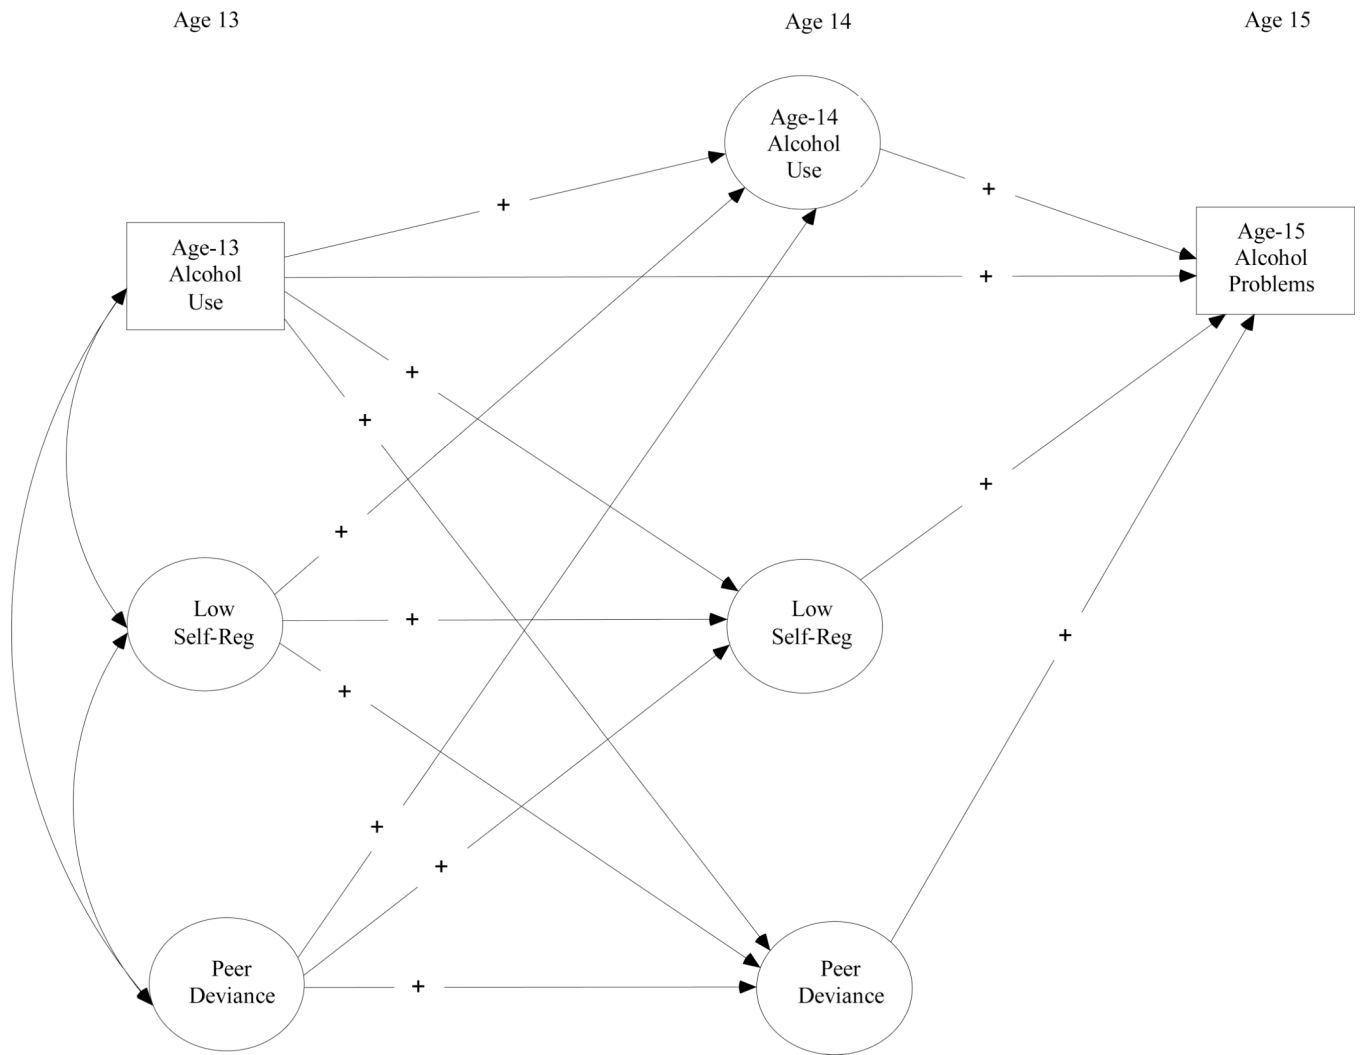 Age 13
Age 14
Age 15
Age-14
Alcohol
Use
+
+
Age-13
Alcohol
Use
Age-15
Alcohol
Problems
+
+
+
+
+
Low
Self-Reg
+
Low
Self-Reg
+
+
+
+
Peer
Deviance
+
Peer
Deviance